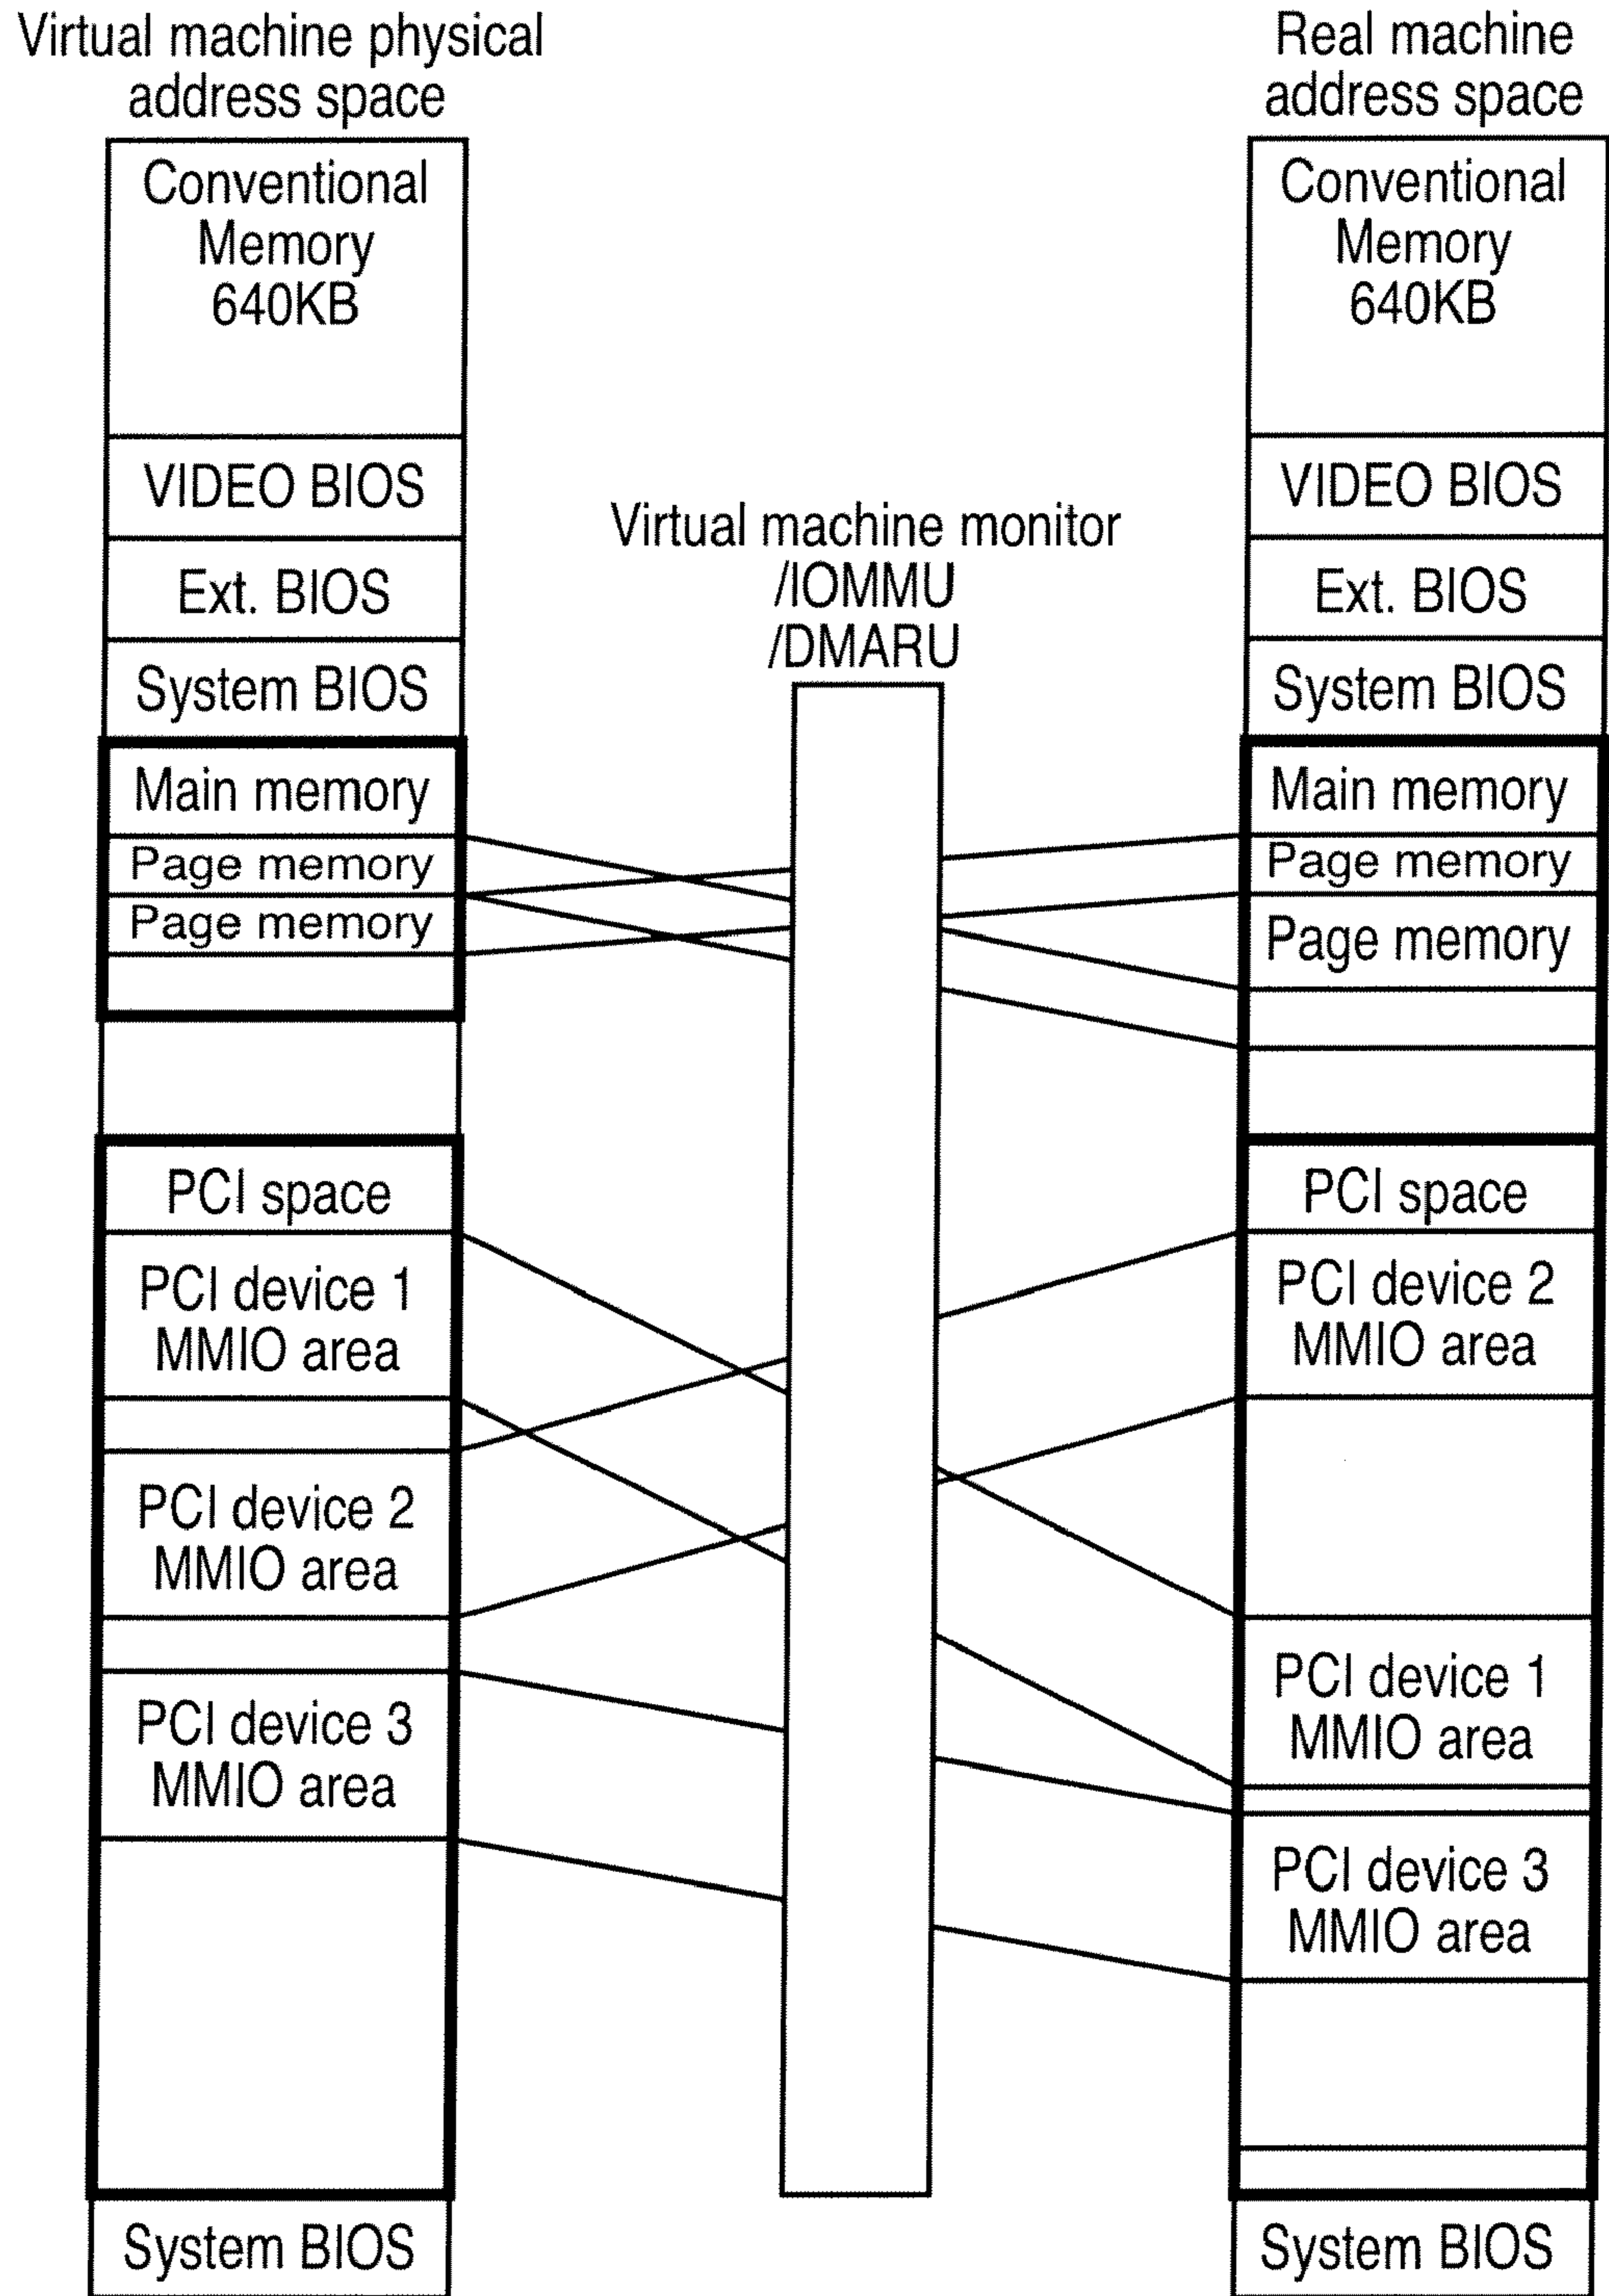 Virtual machine physical
address space
Conventional
Memory
640KB
VIDEO BIOS
Ext. BIOS
System BIOS
Main memory
Page memory
Page memory
PCI space
PCI device 1
MMIO area
PCI device 2
MMIO area
PCI device 3
MMIO area
System BIOS
Virtual machine monitor
/IOMMU
/DMARU
Real machine
address space
Conventional
Memory
640KB
VIDEO BIOS
Ext. BIOS
System BIOS
Main memory
Page memory
Page memory
PCI space
PCI device 2
MMIO area
PCI device 1
MMIO area
PCI device 3
MMIO area
System BIOS